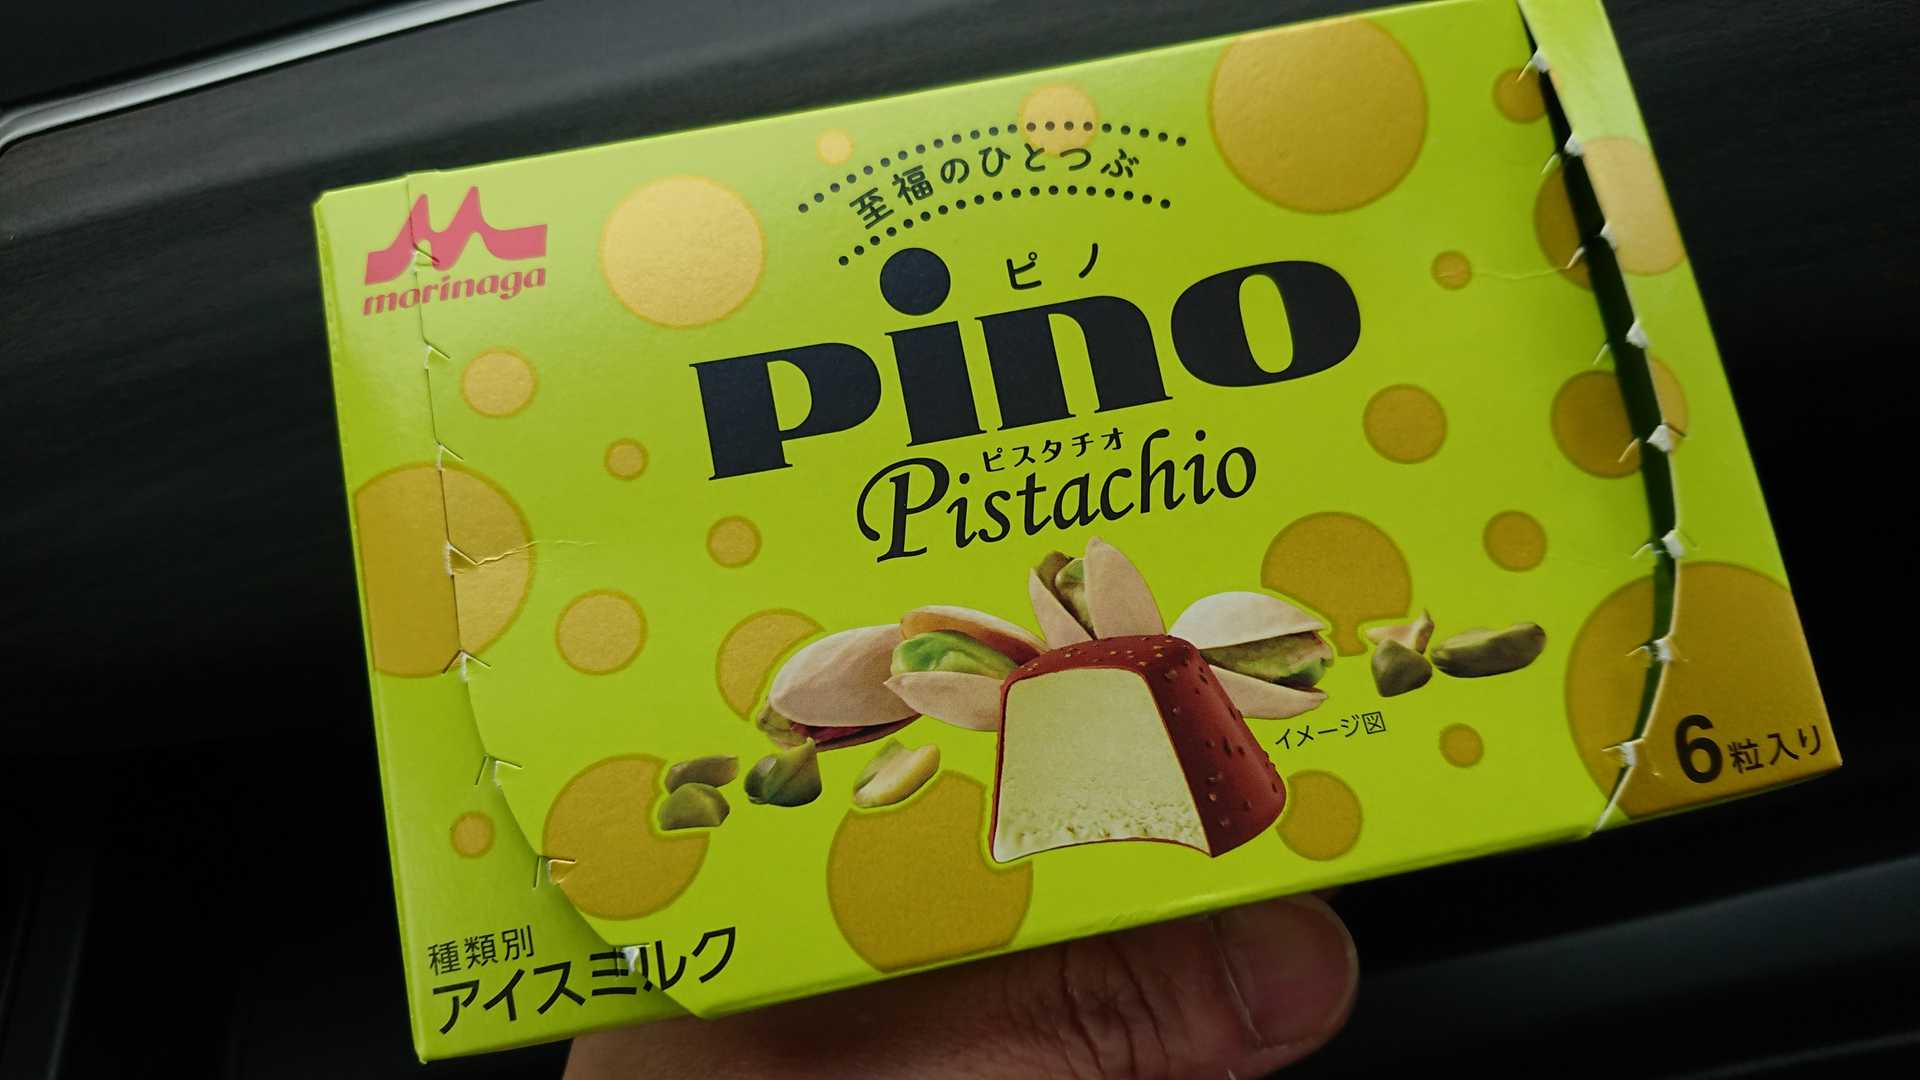 morinaga
至福のひとつぶ
ピノ
pino
ピスタチオ
Pistachio
イメージ図
6粒入り
種類別
アイスミルク